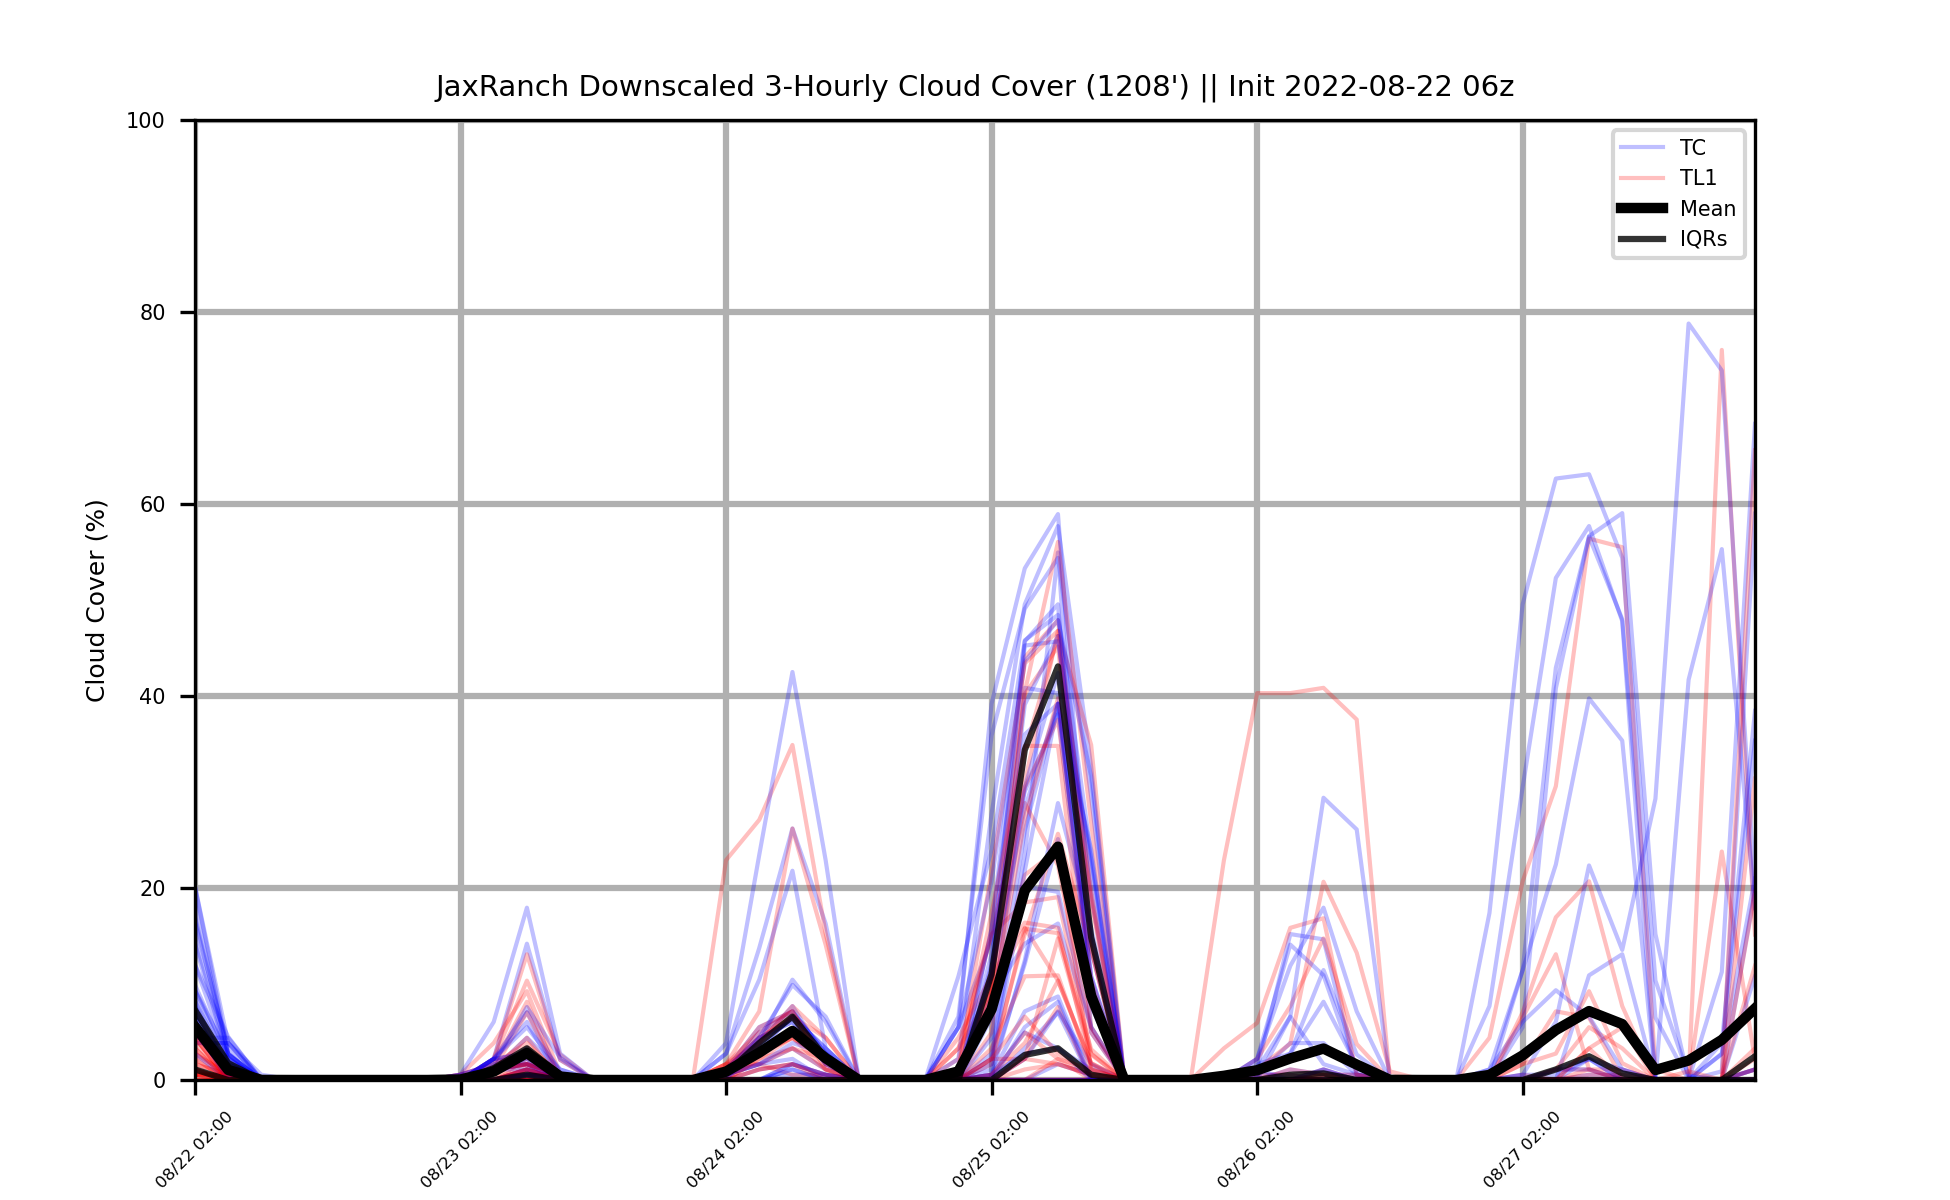 JaxRanch Downscaled 3-Hourly Cloud Cover (1208') || Init 2022-08-22 06z
100
80
60
40
20
0
Cloud Cover (%)
TC
TL1
Mean
IQRs
08/22 02:00
08/23 02:00
08/24 02:00
08/25 02:00
08/26 02:00
08/27 02:00